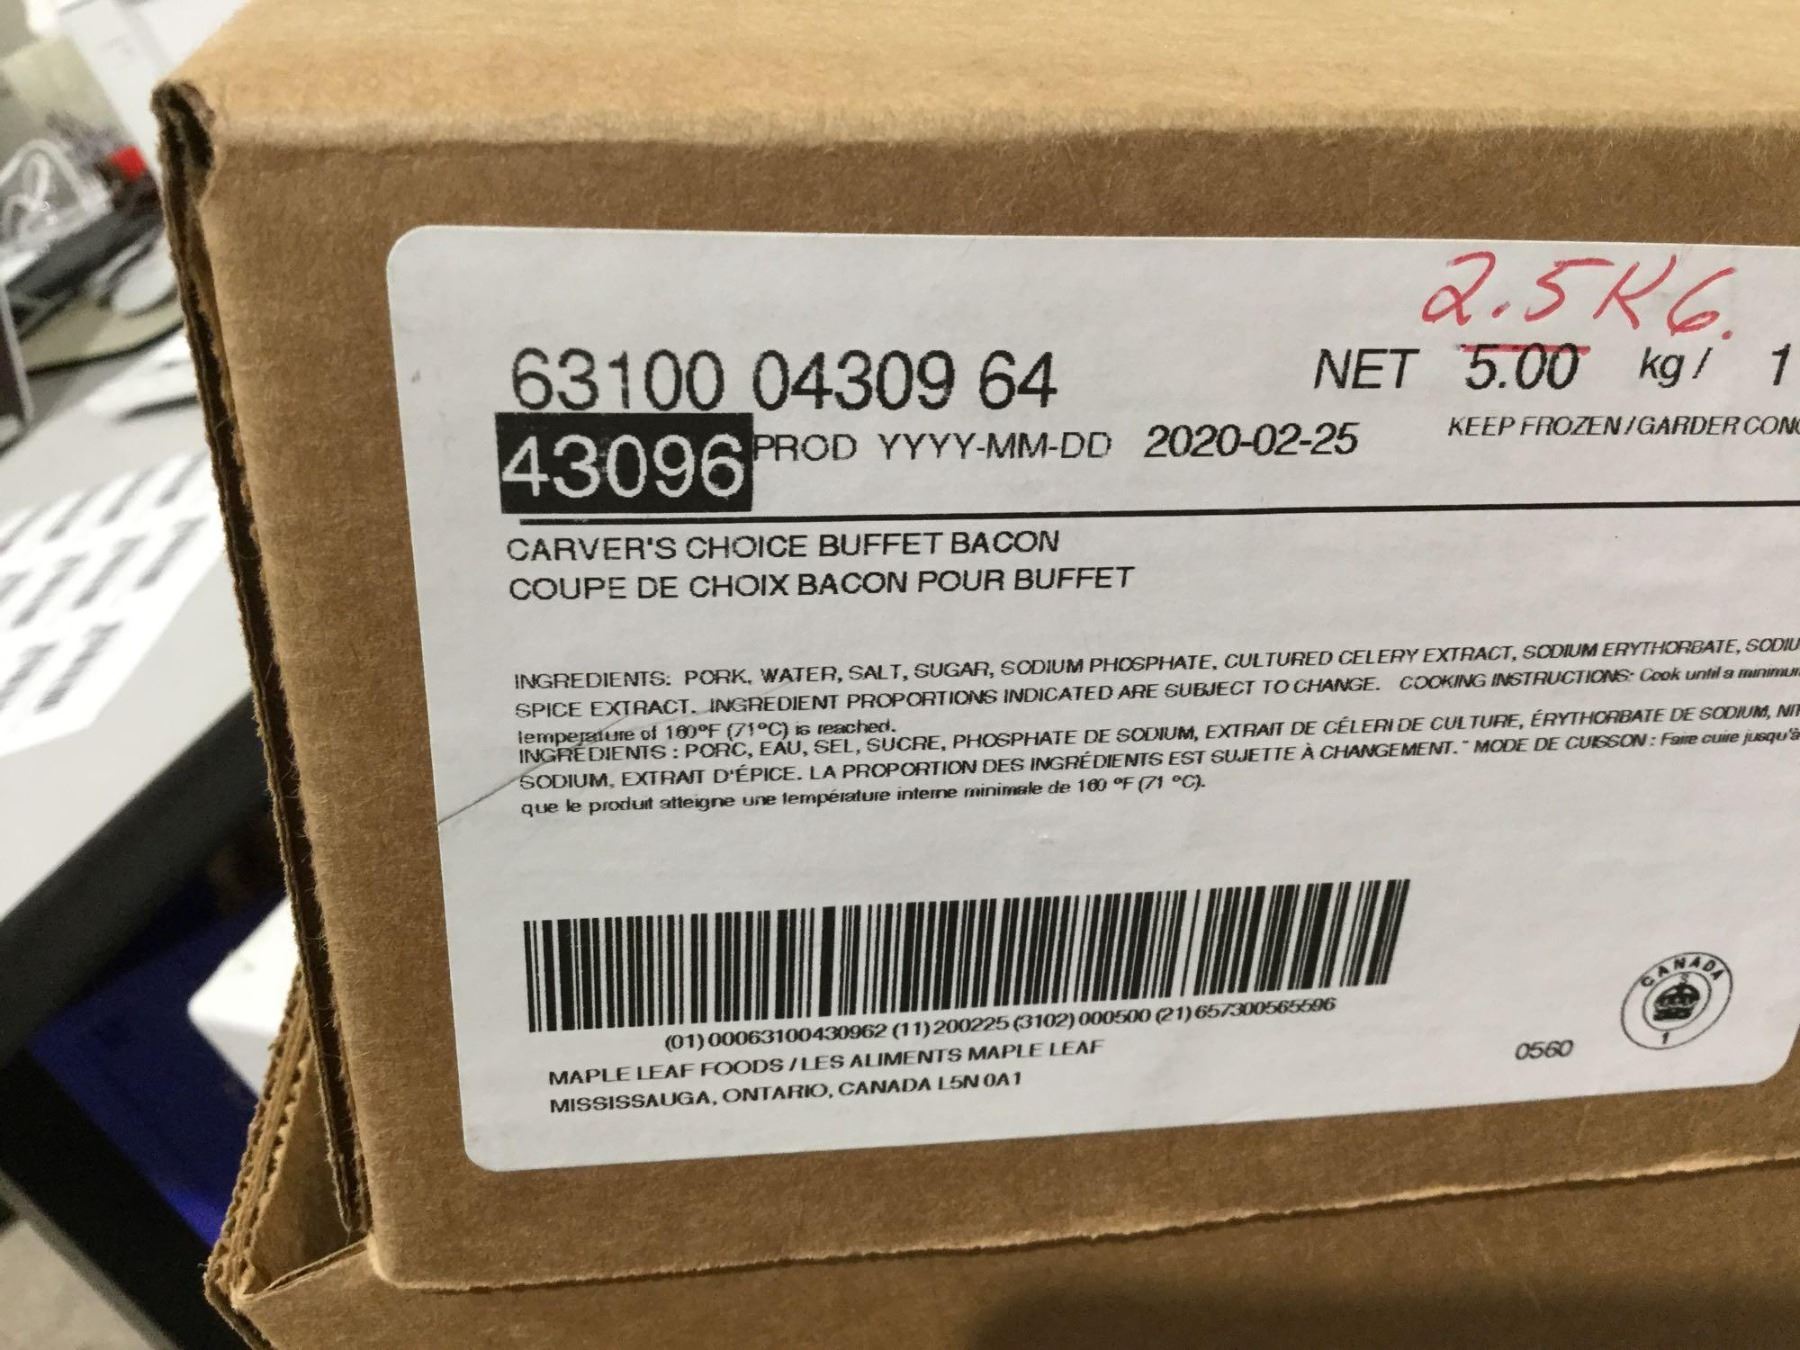 2.5 KG.
63100 04309 64
NET 5.00 kg / 1
43096 PROD YYYY-MM-DD 2020-02-25
KEEP FROZEN / GARDER CON
CARVER'S CHOICE BUFFET BACON
COUPE DE CHOIX BACON POUR BUFFET
INGREDIENTS: PORK, WATER, SALT, SUGAR, SODIUM PHOSPHATE, CULTURED CELERY EXTRACT, SODIUM ERYTHORBATE, SODIU
SPICE EXTRACT. INGREDIENT PROPORTIONS INDICATED ARE SUBJECT TO CHANGE. COOKING INSTRUCTIONS: Cook until a minimum
temperature of 160°F (71°C) is reached.
INGRÉDIENTS : PORC, EAU, SEL, SUCRE, PHOSPHATE DE SODIUM, EXTRAIT DE CÉLERI DE CULTURE, ÉRYTHORBATE DE SODIUM, NIT
SODIUM, EXTRAIT D'ÉPICE. LA PROPORTION DES INGRÉDIENTS EST SUJETTE À CHANGEMENT. MODE DE CUISSON : Faire cuire jusqu'à
que le produit atteigne une température interne minimale de 160 °F (71 °C).
(01) 00063100430962 (11) 200225 (3102) 000500 (21) 657300565596
MAPLE LEAF FOODS / LES ALIMENTS MAPLE LEAF
MISSISSAUGA, ONTARIO, CANADA L5N 0A1
0560
CANADA
1